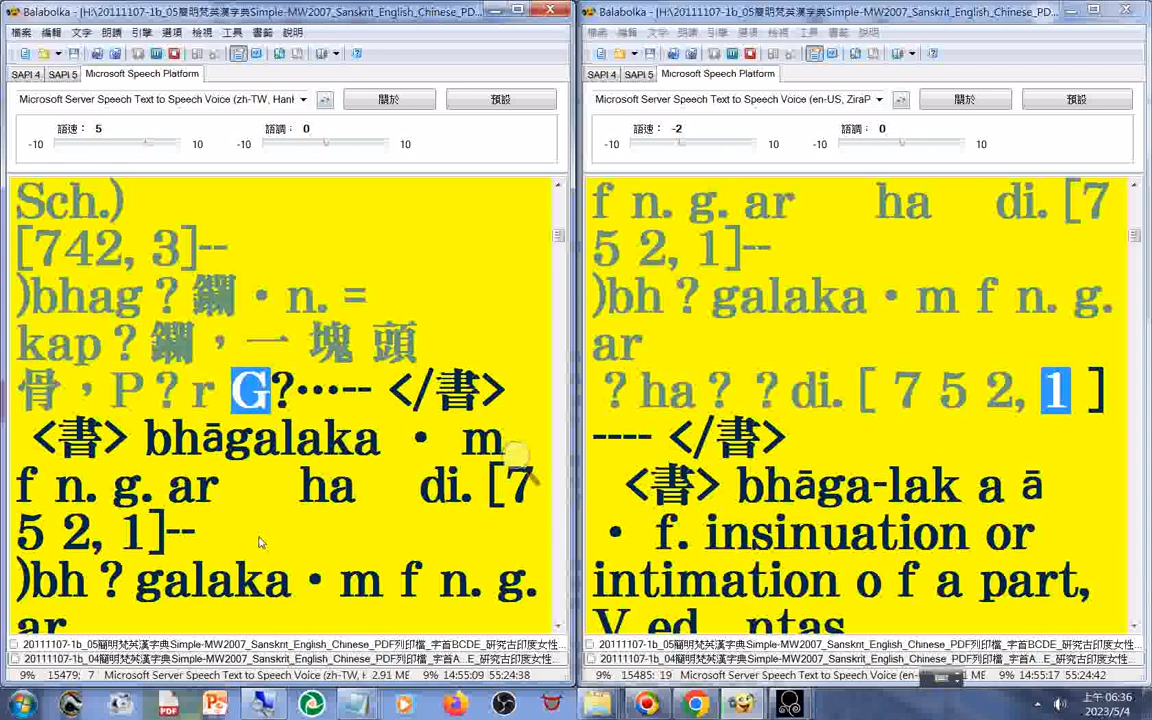 Balabolka - [H:\20111107-1b_05簡明梵英漢字典Simple-MW2007_Sanskrit_English_Chinese_PD...
檔案 編輯 文字 朗讀 引擎 選項 檢視 工具 書籤 說明
SAPI 4 SAPI 5 Microsoft Speech Platform
Microsoft Server Speech Text to Speech Voice (zh-TW, Han 關於 預設
語速： 5 語調： 0
-10 10 -10 10
Sch.)
[742, 3]--
)bhag？鑭‧n. =
kap？鑭，一 塊 頭
骨，P？r G?…-- </書>
<書> bhāgalaka ‧ m
f n. g. ar ha di. [7
5 2, 1]--
)bh？galaka‧m f n. g.
ar
20111107-1b_05簡明梵英漢字典Simple-MW2007_Sanskrit_English_Chinese_PDF列印檔_字首BCDE_研究古印度女性...
20111107-1b_04簡明梵英漢字典Simple-MW2007_Sanskrit_English_Chinese_PDF列印檔_字首A...E_研究古印度女性...
9% 15479: 7 Microsoft Server Speech Text to Speech Voice (zh-TW, H 2.91 ME 9% 14:55:09 55:24:38
Balabolka - [H:\20111107-1b_05簡明梵英漢字典Simple-MW2007_Sanskrit_English_Chinese_PD...
檔案 編輯 文字 朗讀 引擎 選項 檢視 工具 書籤 說明
SAPI 4 SAPI 5 Microsoft Speech Platform
Microsoft Server Speech Text to Speech Voice (en-US, ZiraP 關於 預設
語速： -2 語調： 0
-10 10 -10 10
f n. g. ar ha di. [7
5 2, 1]--
)bh？galaka‧m f n. g.
ar
？ha？？di. [ 7 5 2, 1 ]
---- </書>
<書> bhāga-lak a ā
‧ f. insinuation or
intimation o f a part,
V ed ntas
20111107-1b_05簡明梵英漢字典Simple-MW2007_Sanskrit_English_Chinese_PDF列印檔_字首BCDE_研究古印度女性...
20111107-1b_04簡明梵英漢字典Simple-MW2007_Sanskrit_English_Chinese_PDF列印檔_字首A...E_研究古印度女性...
9% 15485: 19 Microsoft Server Speech Text to Speech Voice (en-US, Zira ME 9% 14:55:17 55:24:42
PDF
上午 06:36
2023/5/4